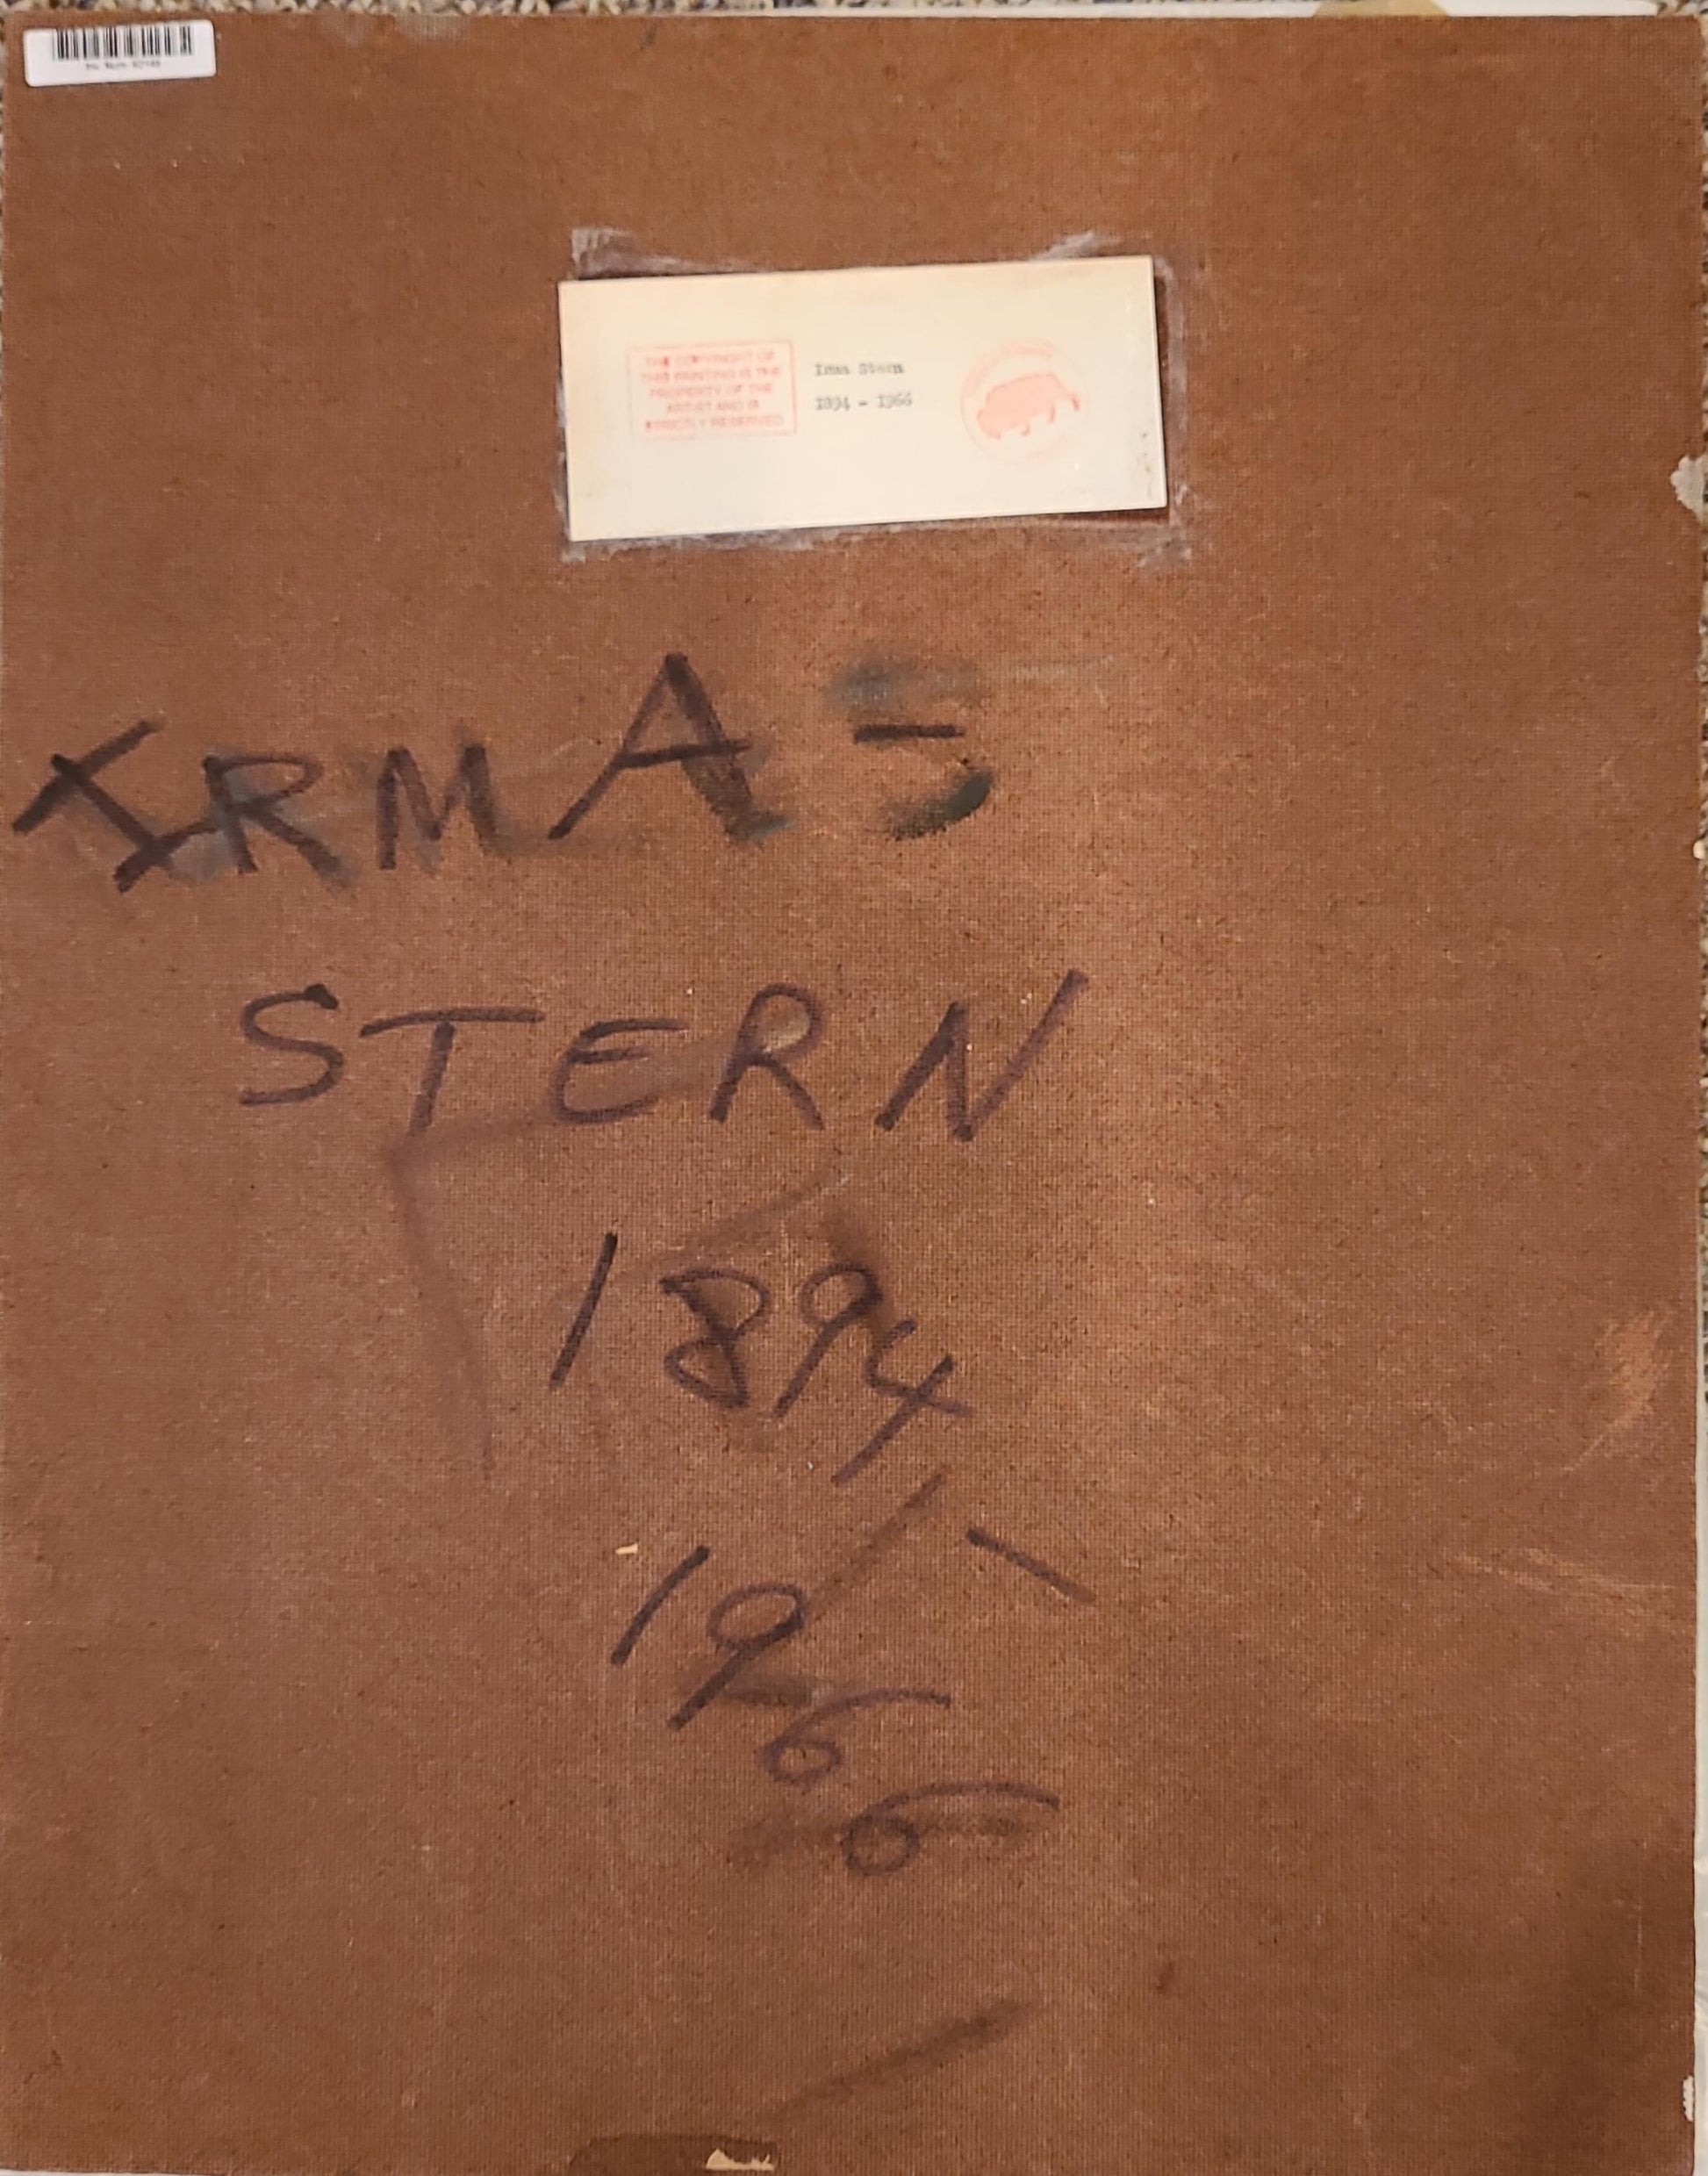 THE COPYRIGHT OF
THIS PAINTING IS THE
PROPERTY OF THE
ARTIST AND IS
STRICTLY RESERVED
Irma Stern
1894 - 1966
IRMA -
STERN
1894 -
1966